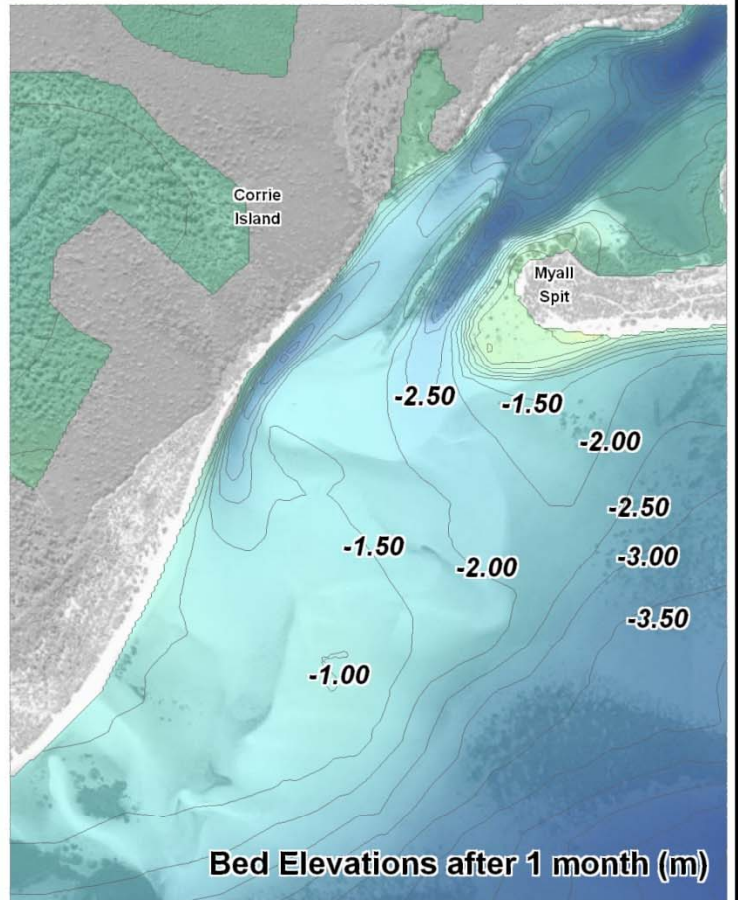 Corrie
Island
Myall
Spit
-2.50
-1.50
-2.00
-2.50
-1.50
-3.00
-2.00
-3.50
-1.00
Bed Elevations after 1 month (m)